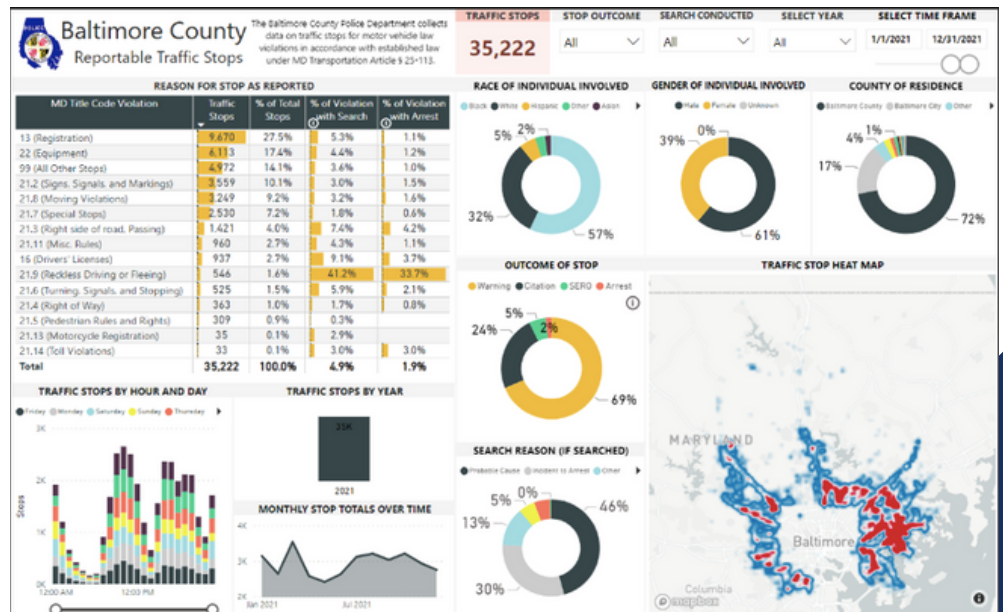 Baltimore County
Reportable Traffic Stops
The Baltimore County Police Department collects
data on traffic stops for motor vehicle law
violations in accordance with established law
under MD Transportation Article § 25-113.
TRAFFIC STOPS
35,222
STOP OUTCOME
All
SEARCH CONDUCTED
All
SELECT YEAR
All
SELECT TIME FRAME
1/1/2021 12/31/2021
REASON FOR STOP AS REPORTED
MD Title Code Violation Traffic Stops % of Total Stops % of Violation with Search % of Violation with Arrest
13 (Registration) 9,670 27.5% 5.3% 1.1%
22 (Equipment) 6,113 17.4% 4.4% 1.2%
99 (All Other Stops) 4,972 14.1% 3.6% 1.0%
21.2 (Signs, Signals, and Markings) 3,559 10.1% 3.0% 1.5%
21.8 (Moving Violations) 3,249 9.2% 3.2% 1.6%
21.7 (Special Stops) 2,530 7.2% 1.8% 0.6%
21.3 (Right side of road, Passing) 1,421 4.0% 7.4% 4.2%
21.11 (Misc. Rules) 960 2.7% 4.3% 1.1%
16 (Drivers' Licenses) 937 2.7% 9.1% 3.7%
21.9 (Reckless Driving or Fleeing) 546 1.6% 41.2% 33.7%
21.6 (Turning, Signals, and Stopping) 525 1.5% 5.9% 2.1%
21.4 (Right of Way) 363 1.0% 1.7% 0.8%
21.5 (Pedestrian Rules and Rights) 309 0.9% 0.3%
21.13 (Motorcycle Registration) 35 0.1% 2.9%
21.14 (Toll Violations) 33 0.1% 3.0% 3.0%
Total 35,222 100.0% 4.9% 1.9%
RACE OF INDIVIDUAL INVOLVED
Black White Hispanic Other Asian
5% 2%
32%
57%
GENDER OF INDIVIDUAL INVOLVED
Male Female Unknown
0%
39%
61%
COUNTY OF RESIDENCE
Baltimore County Baltimore City Other
1%
4%
17%
72%
OUTCOME OF STOP
Warning Citation SERO Arrest
5%
2%
24%
69%
TRAFFIC STOP HEAT MAP
MARYLAND
Baltimore
Columbia
mapbox
TRAFFIC STOPS BY HOUR AND DAY
Friday Monday Saturday Sunday Thursday
3K
2K
1K
0K
Stops
12:00 AM 12:00 PM
TRAFFIC STOPS BY YEAR
35K
2021
MONTHLY STOP TOTALS OVER TIME
4K
3K
2K
Jan 2021 Jul 2021
SEARCH REASON (IF SEARCHED)
Probable Cause Incident to Arrest Other
5% 0%
46%
13%
30%